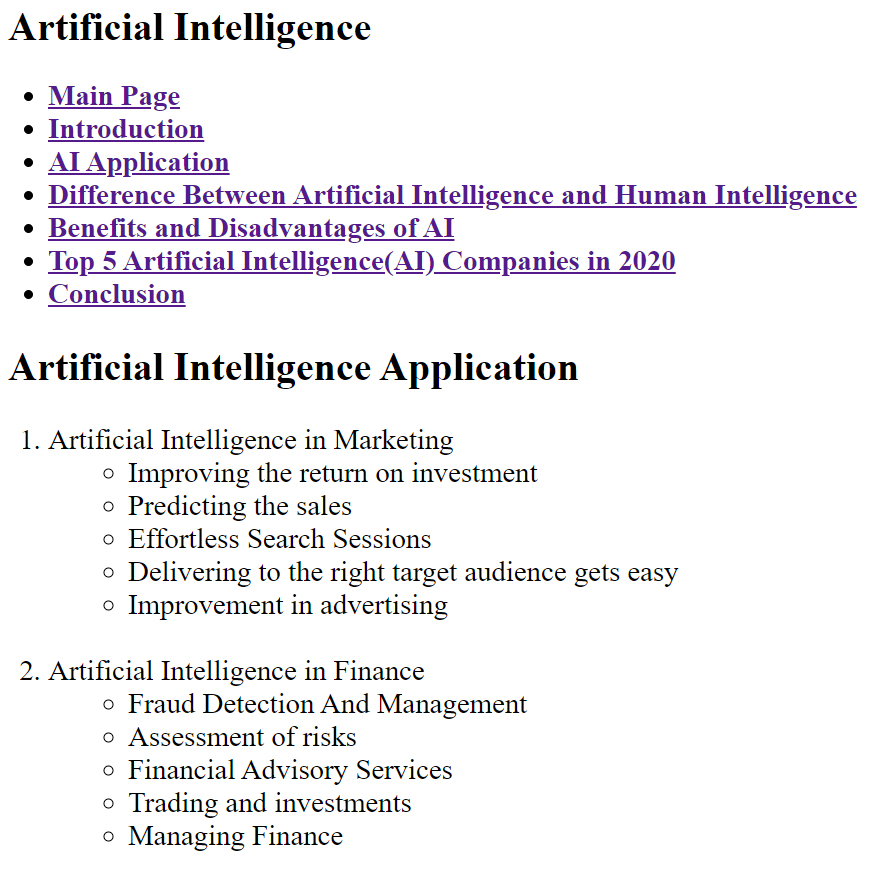 Artificial Intelligence
Main Page
Introduction
AI Application
Difference Between Artificial Intelligence and Human Intelligence
Benefits and Disadvantages of AI
Top 5 Artificial Intelligence(AI) Companies in 2020
Conclusion
Artificial Intelligence Application
1. Artificial Intelligence in Marketing
Improving the return on investment
Predicting the sales
Effortless Search Sessions
Delivering to the right target audience gets easy
Improvement in advertising
2. Artificial Intelligence in Finance
Fraud Detection And Management
Assessment of risks
Financial Advisory Services
Trading and investments
Managing Finance